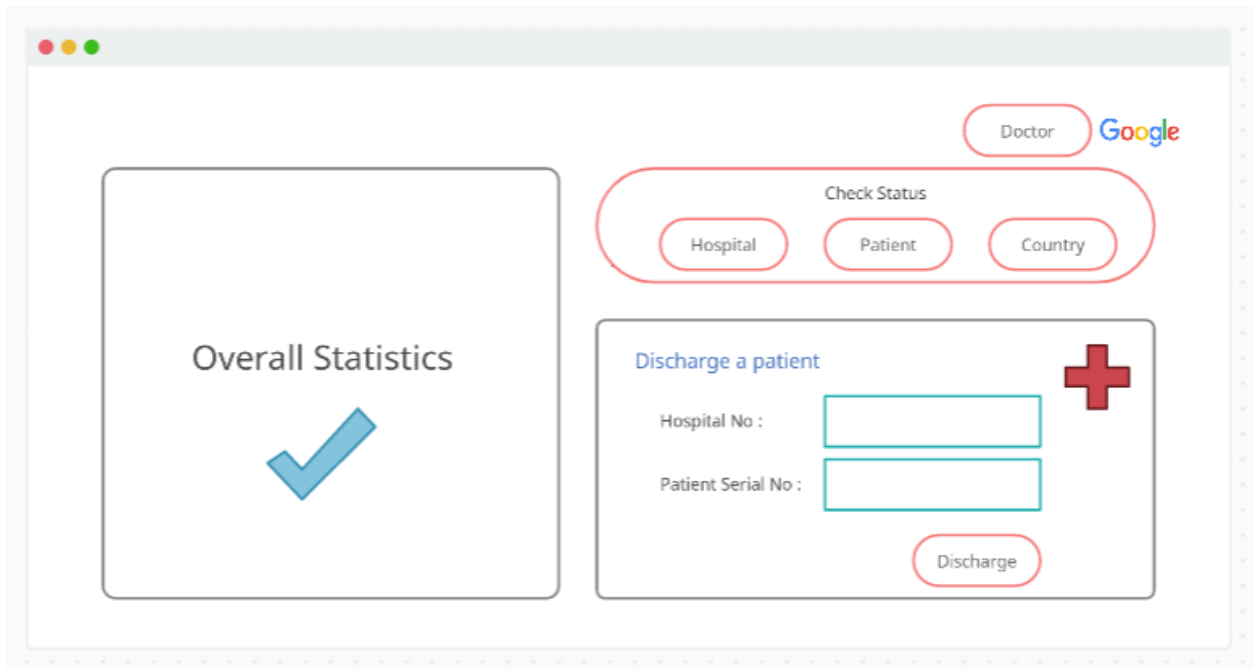 Doctor
Google
Check Status
Hospital Patient Country
Overall Statistics
Discharge a patient
Hospital No :
Patient Serial No :
Discharge